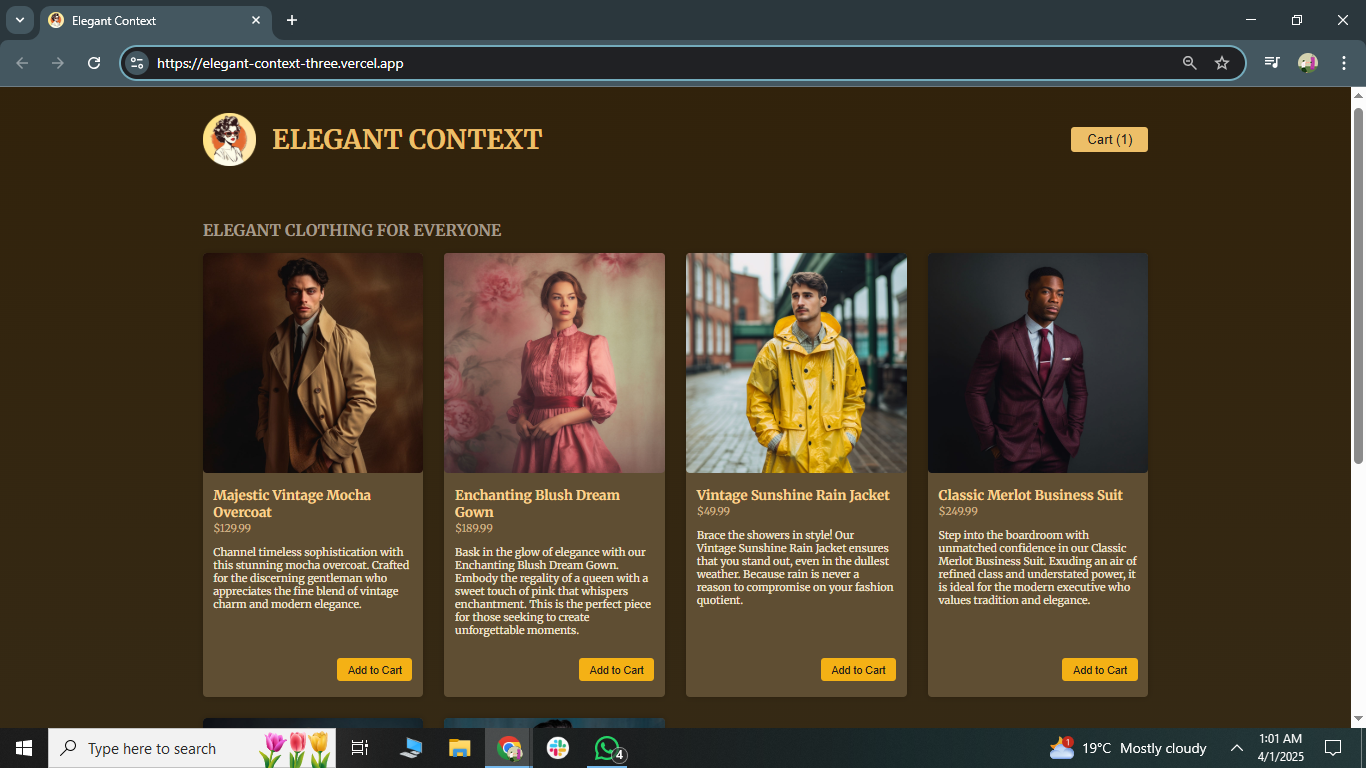 Elegant Context
https://elegant-context-three.vercel.app
ELEGANT CONTEXT
Cart (1)
ELEGANT CLOTHING FOR EVERYONE
Majestic Vintage Mocha
Overcoat
$129.99
Channel timeless sophistication with
this stunning mocha overcoat. Crafted
for the discerning gentleman who
appreciates the fine blend of vintage
charm and modern elegance.
Add to Cart
Enchanting Blush Dream
Gown
$189.99
Bask in the glow of elegance with our
Enchanting Blush Dream Gown.
Embody the regality of a queen with a
sweet touch of pink that whispers
enchantment. This is the perfect piece
for those seeking to create
unforgettable moments.
Add to Cart
Vintage Sunshine Rain Jacket
$49.99
Brace the showers in style! Our
Vintage Sunshine Rain Jacket ensures
that you stand out, even in the dullest
weather. Because rain is never a
reason to compromise on your fashion
quotient.
Add to Cart
Classic Merlot Business Suit
$249.99
Step into the boardroom with
unmatched confidence in our Classic
Merlot Business Suit. Exuding an air of
refined class and understated power, it
is ideal for the modern executive who
values tradition and elegance.
Add to Cart
Type here to search
4
1
19°C Mostly cloudy
1:01 AM
4/1/2025